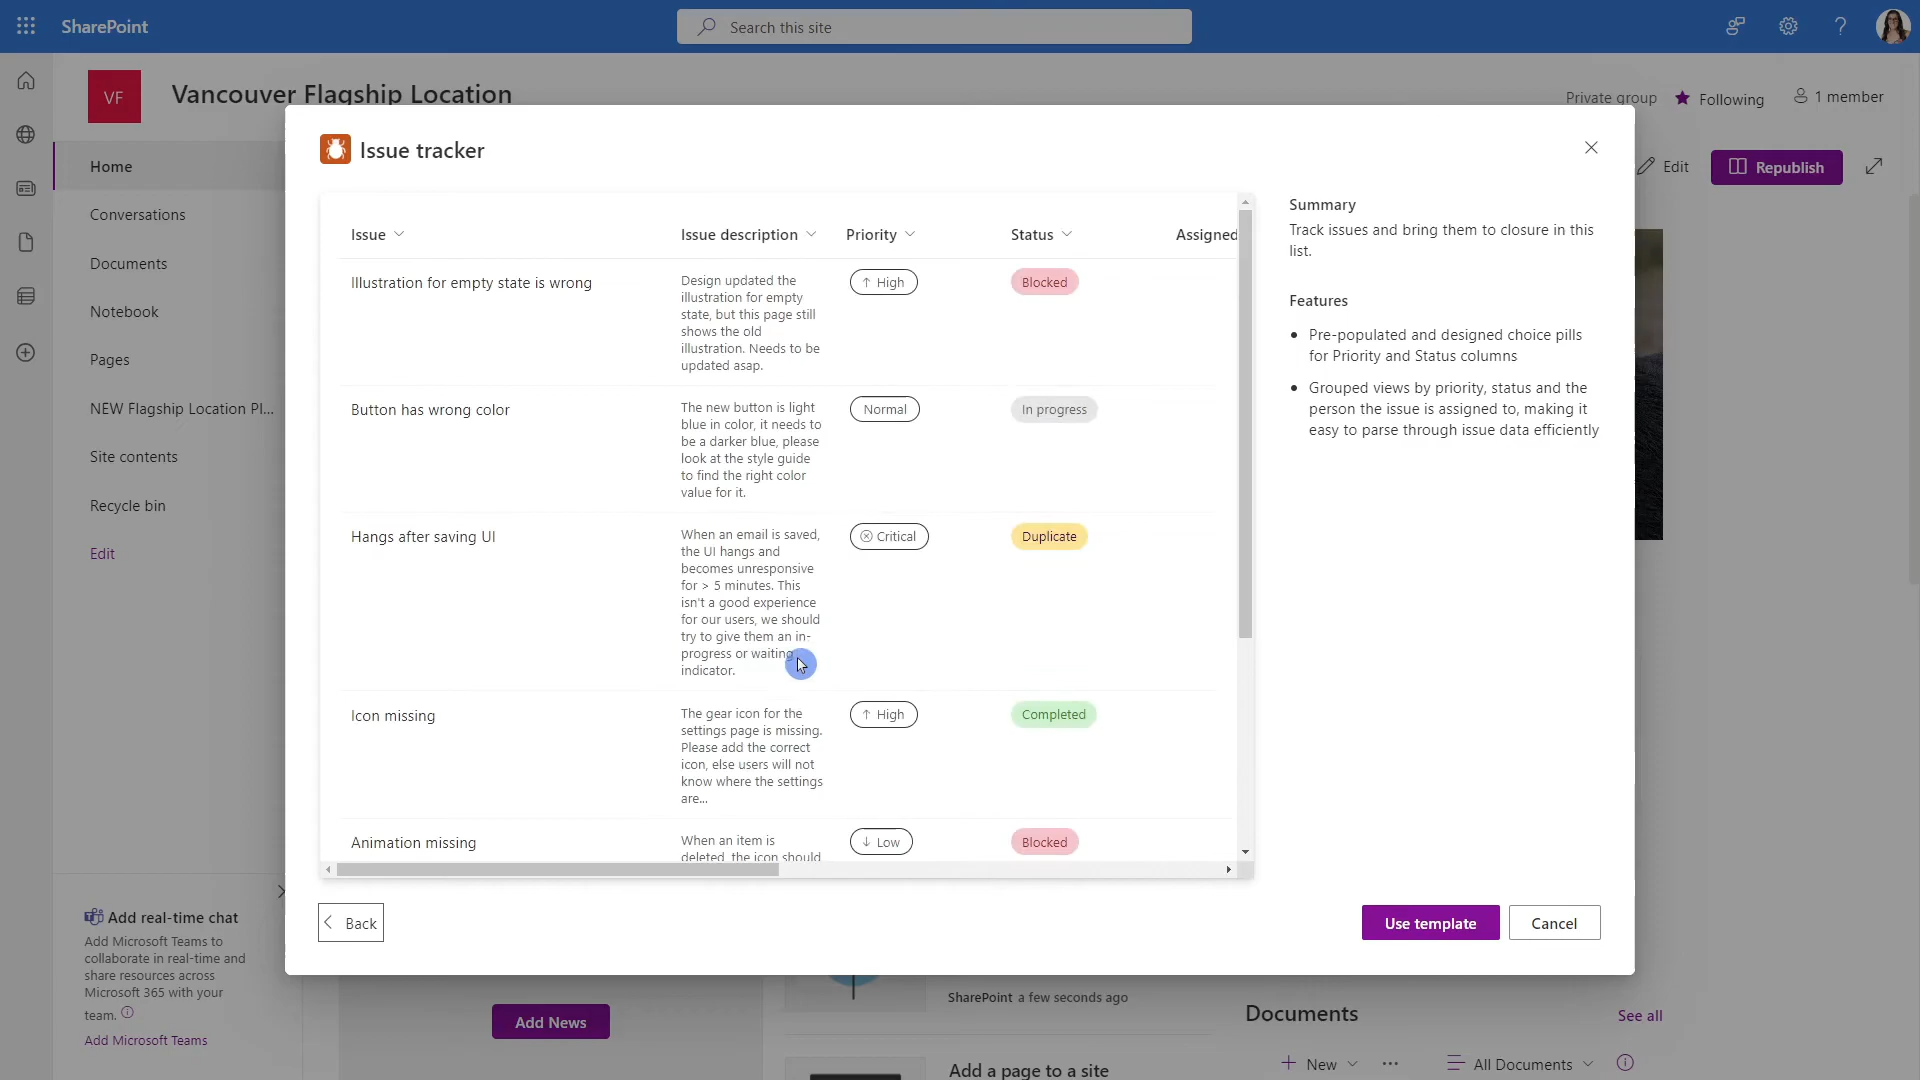 SharePoint
Search this site
VF
Vancouver Flagship Location
Private group
Following
1 member
Home
Conversations
Documents
Notebook
Pages
NEW Flagship Location Pl...
Site contents
Recycle bin
Edit
Edit
Republish
Issue tracker
Issue
Issue description
Priority
Status
Assigned
Illustration for empty state is wrong
Design updated the
illustration for empty
state, but this page still
shows the old
illustration. Needs to be
updated asap.
High
Blocked
Button has wrong color
The new button is light
blue in color, it needs to
be a darker blue, please
look at the style guide
to find the right color
value for it.
Normal
In progress
Hangs after saving UI
When an email is saved,
the UI hangs and
becomes unresponsive
for > 5 minutes. This
isn't a good experience
for our users, we should
try to give them an in-
progress or waiting
indicator.
Critical
Duplicate
Icon missing
The gear icon for the
settings page is missing.
Please add the correct
icon, else users will not
know where the settings
are...
High
Completed
Animation missing
When an item is
deleted, the icon should
Low
Blocked
Summary
Track issues and bring them to closure in this
list.
Features
• Pre-populated and designed choice pills
for Priority and Status columns
• Grouped views by priority, status and the
person the issue is assigned to, making it
easy to parse through issue data efficiently
Back
Use template
Cancel
Add real-time chat
Add Microsoft Teams to
collaborate in real-time and
share resources across
Microsoft 365 with your
team.
Add Microsoft Teams
Add News
SharePoint a few seconds ago
Add a page to a site
Documents
See all
New
All Documents